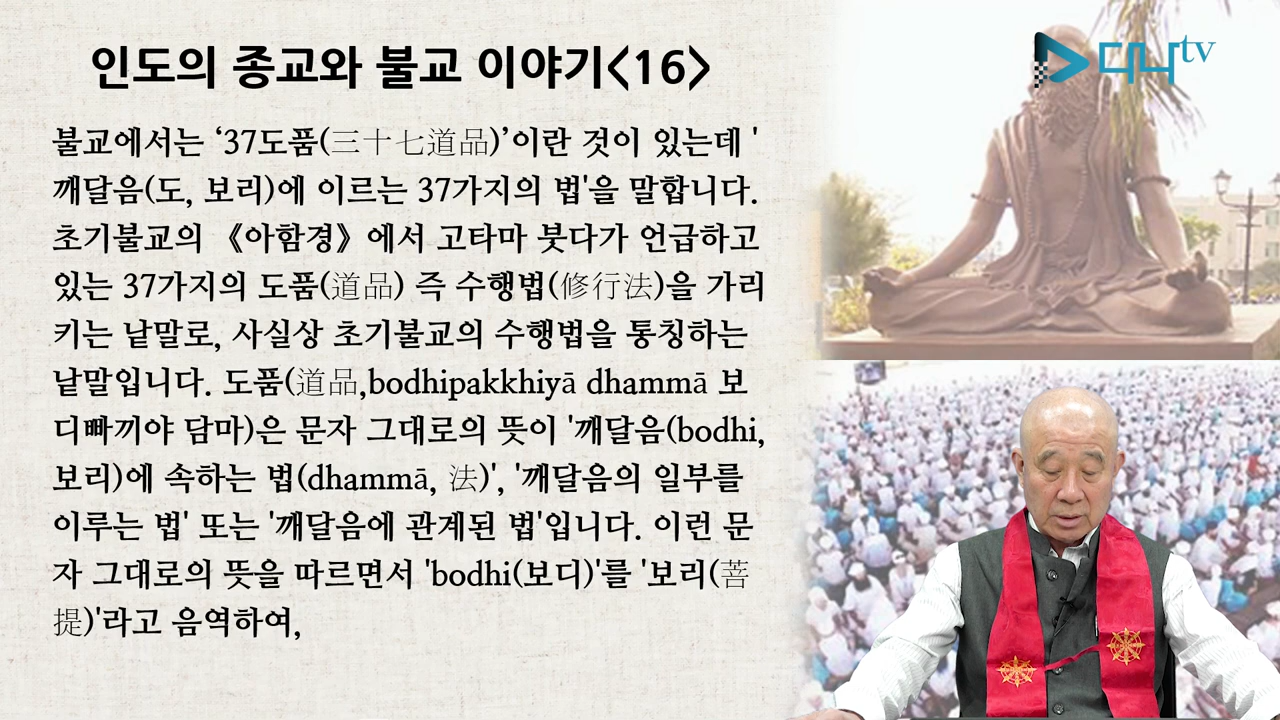 인도의 종교와 불교 이야기<16>
불교에서는 ‘37도품(三十七道品)’이란 것이 있는데 '
깨달음(도, 보리)에 이르는 37가지의 법'을 말합니다.
초기불교의 《아함경》에서 고타마 붓다가 언급하고
있는 37가지의 도품(道品) 즉 수행법(修行法)을 가리
키는 낱말로, 사실상 초기불교의 수행법을 통칭하는
낱말입니다. 도품(道品,bodhipakkhiyā dhammā 보
디빠끼야 담마)은 문자 그대로의 뜻이 '깨달음(bodhi,
보리)에 속하는 법(dhammā, 法)', '깨달음의 일부를
이루는 법' 또는 '깨달음에 관계된 법'입니다. 이런 문
자 그대로의 뜻을 따르면서 'bodhi(보디)'를 '보리(菩
提)'라고 음역하여,
tv